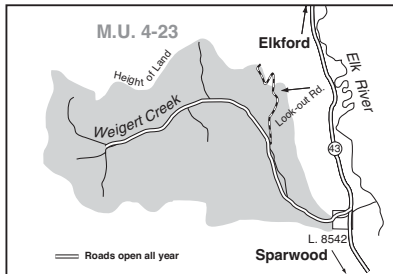 M.U. 4-23
Elkford
Height of Land
Elk River
Weigert Creek
Look-out Rd.
43
L. 8542
Roads open all year
Sparwood